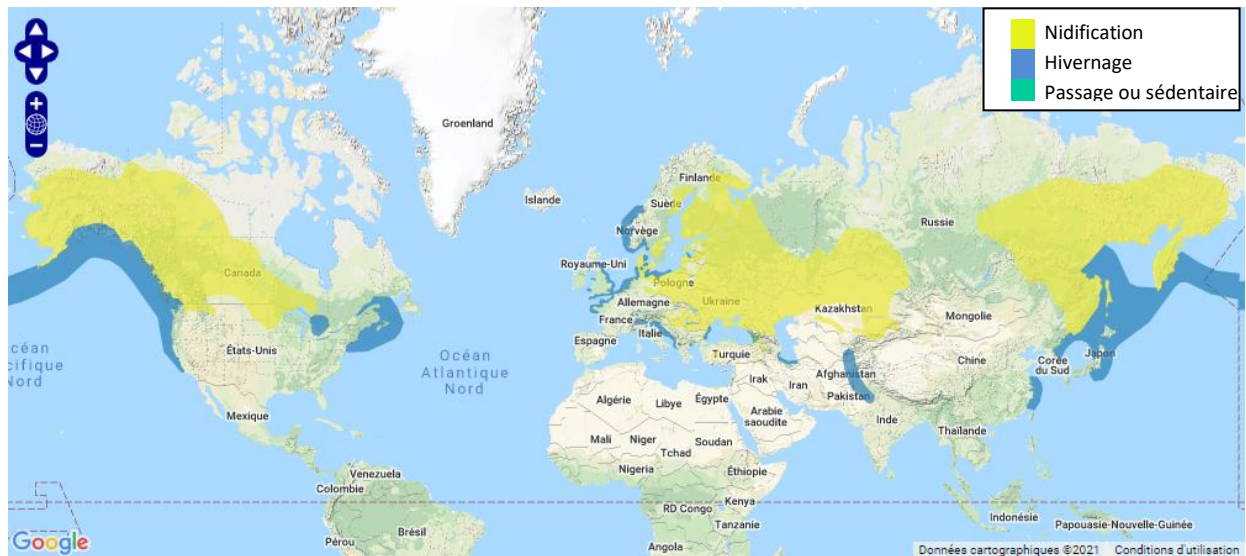 Nidification
Hivernage
Passage ou sédentaire
+
−
Groenland
Islande
Finlande
Suède
Norvège
Russie
Royaume-Uni
Canada
Pologne
Allemagne
Ukraine
Kazakhstan
France
Mongolie
Italie
États-Unis
Espagne
Turquie
Chine
Corée
du Sud
Japon
céan
cifique
Nord
Océan
Atlantique
Nord
Afghanistan
Irak
Iran
Algérie
Libye
Égypte
Pakistan
Mexique
Arabie
saoudite
Inde
Mali
Niger
Soudan
Thaïlande
Tchad
Nigeria
Éthiopie
Venezuela
Colombie
Kenya
RD Congo
Indonésie
Papouasie-Nouvelle-Guinée
Tanzanie
Brésil
Pérou
Angola
Google
Données cartographiques ©2021 Conditions d'utilisation